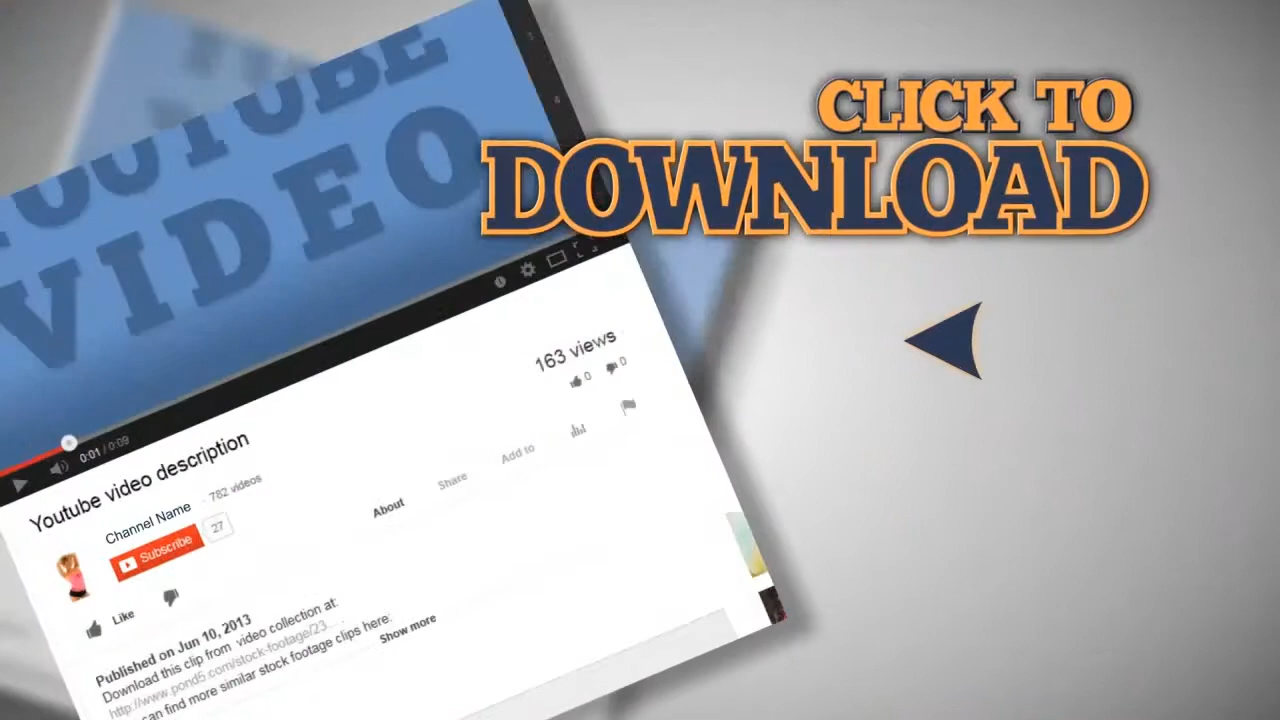 YOUTUBE
VIDEO
CLICK TO
DOWNLOAD
0:01 / 0:09
163 views
0 0
Youtube video description
Channel Name · 782 videos
Subscribe 27
About Share Add to
Like
Published on Jun 10, 2013
Download this clip from video collection at:
http://www.pond5.com/stock-footage/23...
can find more similar stock footage clips here:
Show more